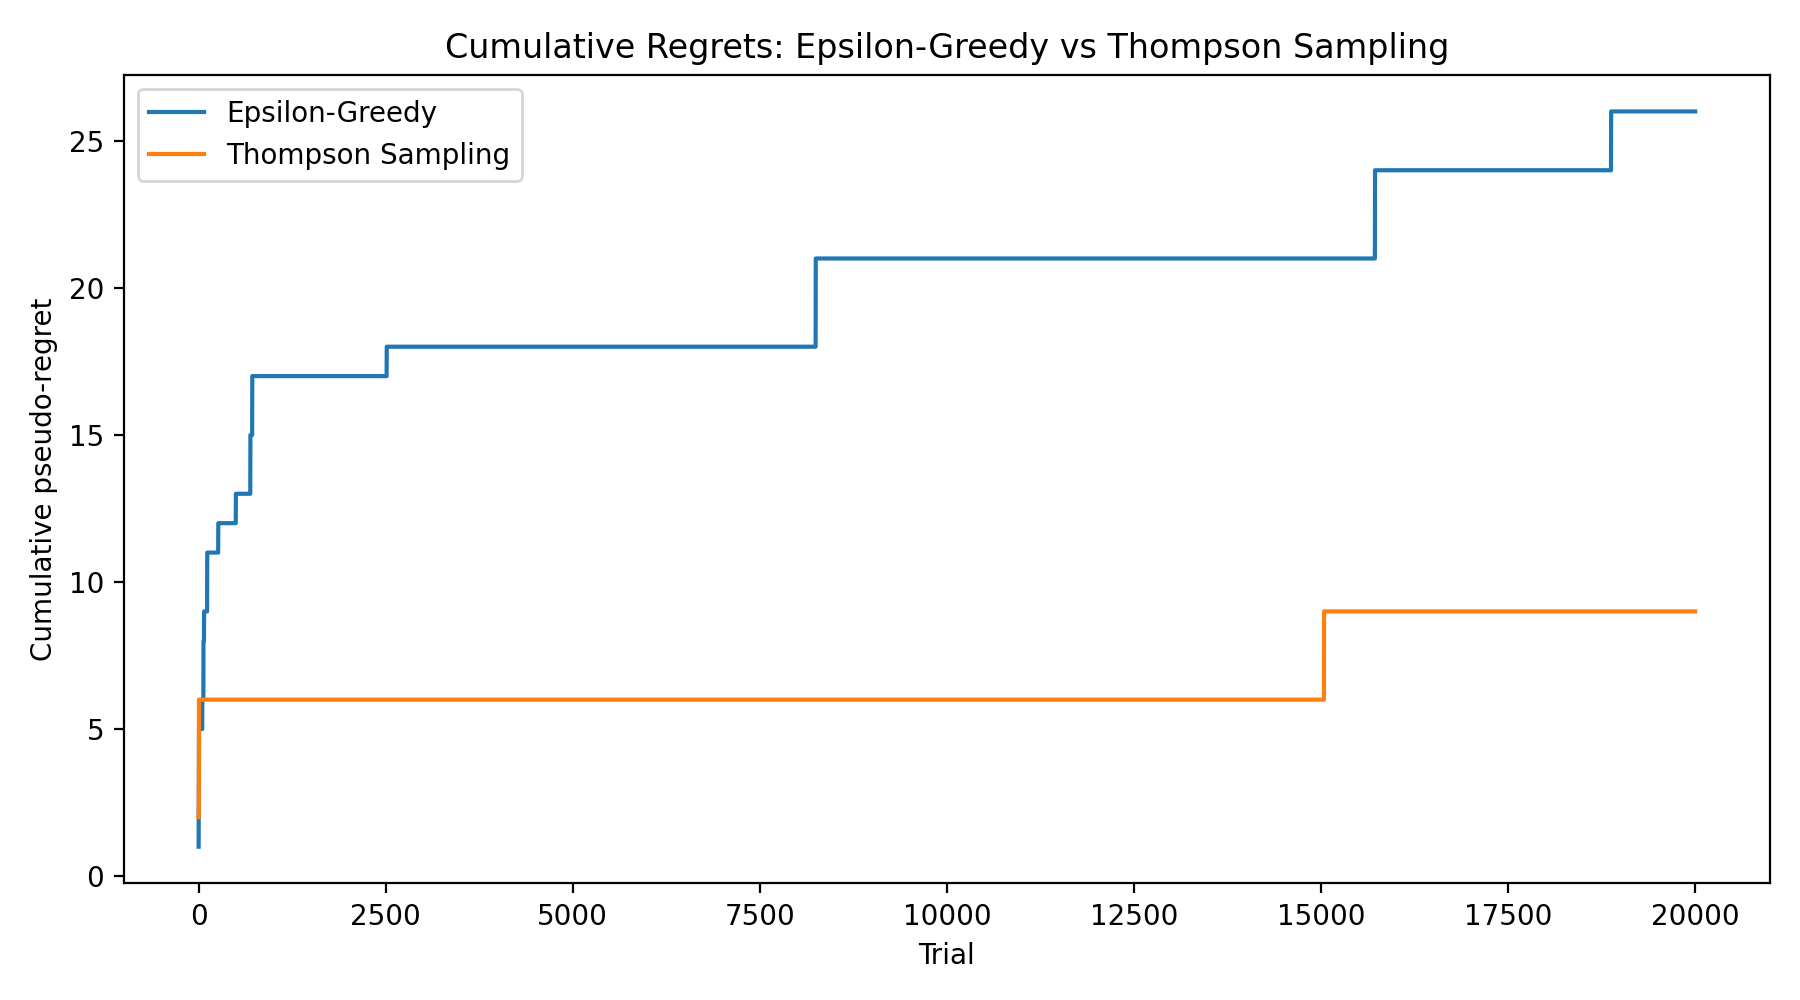 Cumulative Regrets: Epsilon-Greedy vs Thompson Sampling
Epsilon-Greedy
Thompson Sampling
Cumulative pseudo-regret
25
20
15
10
5
0
0 2500 5000 7500 10000 12500 15000 17500 20000
Trial